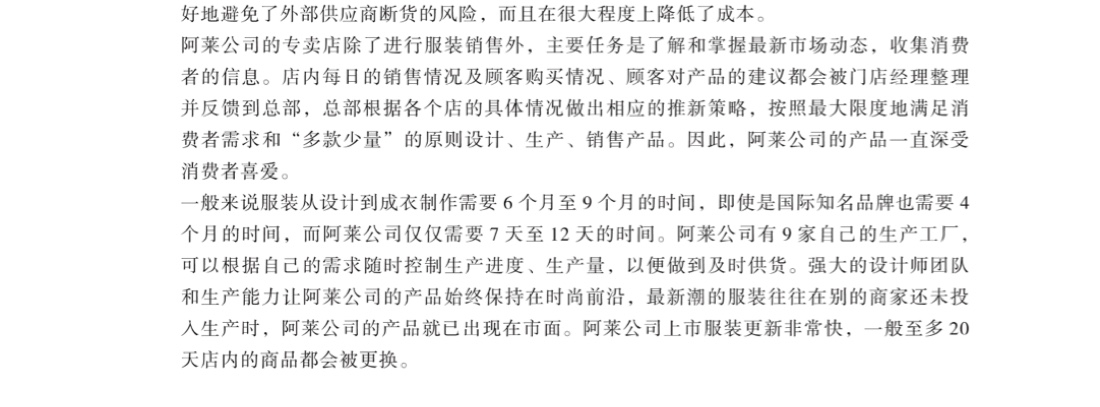 好地避免了外部供应商断货的风险，而且在很大程度上降低了成本。
阿莱公司的专卖店除了进行服装销售外，主要任务是了解和掌握最新市场动态，收集消费
者的信息。店内每日的销售情况及顾客购买情况、顾客对产品的建议都会被门店经理整理
并反馈到总部，总部根据各个店的具体情况做出相应的推新策略，按照最大限度地满足消
费者需求和“多款少量”的原则设计、生产、销售产品。因此，阿莱公司的产品一直深受
消费者喜爱。
一般来说服装从设计到成衣制作需要 6 个月至 9 个月的时间，即使是国际知名品牌也需要 4
个月的时间，而阿莱公司仅仅需要 7 天至 12 天的时间。阿莱公司有 9 家自己的生产工厂，
可以根据自己的需求随时控制生产进度、生产量，以便做到及时供货。强大的设计师团队
和生产能力让阿莱公司的产品始终保持在时尚前沿，最新潮的服装往往在别的商家还未投
入生产时，阿莱公司的产品就已出现在市面。阿莱公司上市服装更新非常快，一般至多 20
天店内的商品都会被更换。